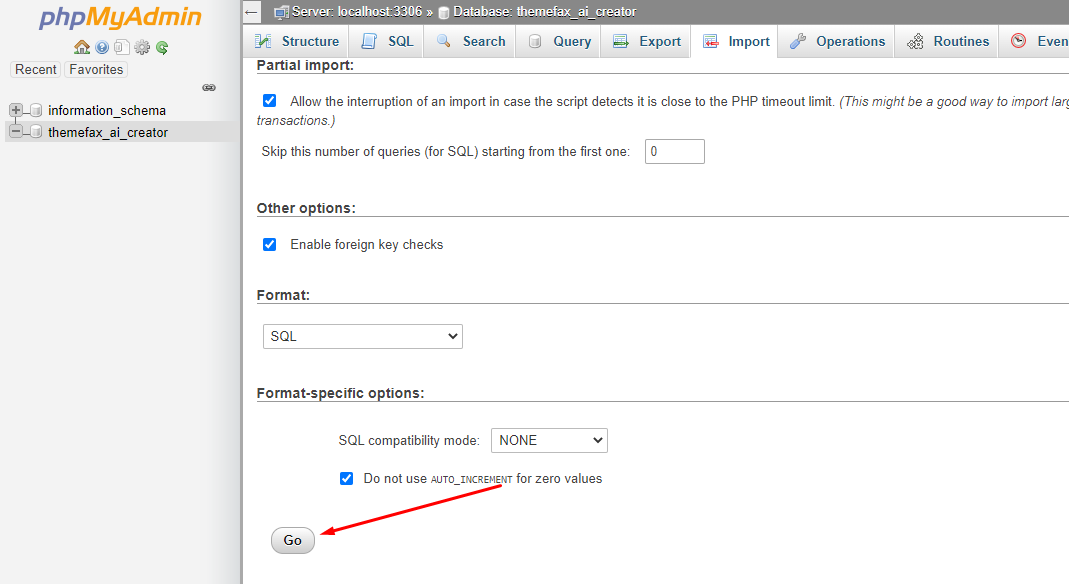 phpMyAdmin
Recent Favorites
information_schema
themefax_ai_creator
Server: localhost:3306 » Database: themefax_ai_creator
Structure SQL Search Query Export Import Operations Routines Even
Partial import:
Allow the interruption of an import in case the script detects it is close to the PHP timeout limit. (This might be a good way to import larg
transactions.)
Skip this number of queries (for SQL) starting from the first one: 0
Other options:
Enable foreign key checks
Format:
SQL
Format-specific options:
SQL compatibility mode: NONE
Do not use AUTO_INCREMENT for zero values
Go